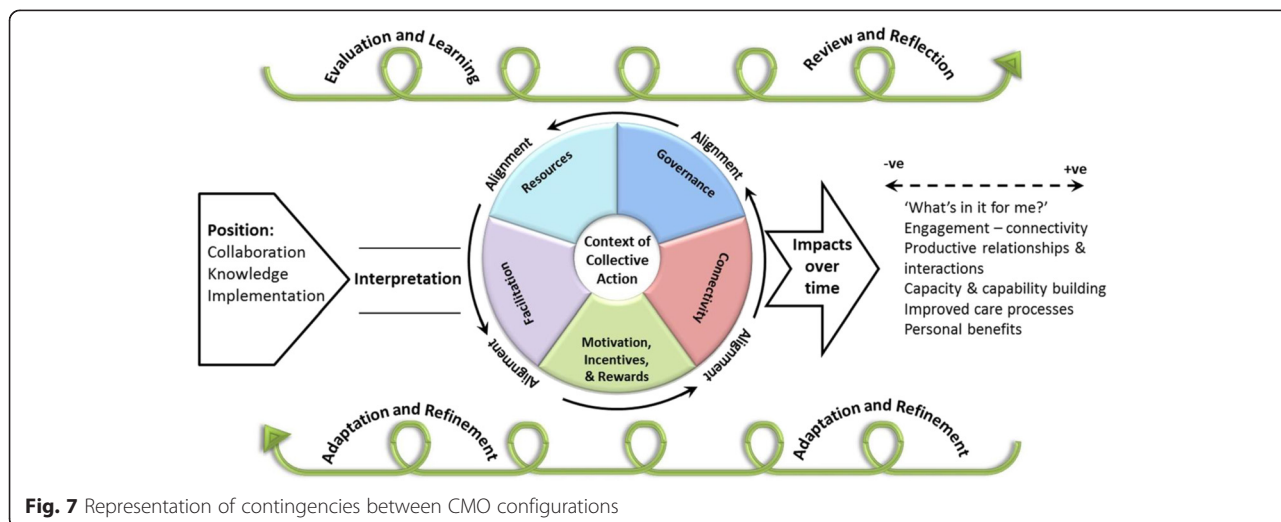 Evaluation and Learning
Review and Reflection
Position:
Collaboration
Knowledge
Implementation
Interpretation
Alignment
Resources
Governance
Alignment
Context of
Collective
Action
Facilitation
Connectivity
Motivation,
Incentives,
& Rewards
Alignment
Alignment
Impacts
over
time
-ve
+ve
'What's in it for me?'
Engagement – connectivity
Productive relationships &
interactions
Capacity & capability building
Improved care processes
Personal benefits
Adaptation and Refinement
Adaptation and Refinement
Fig. 7 Representation of contingencies between CMO configurations